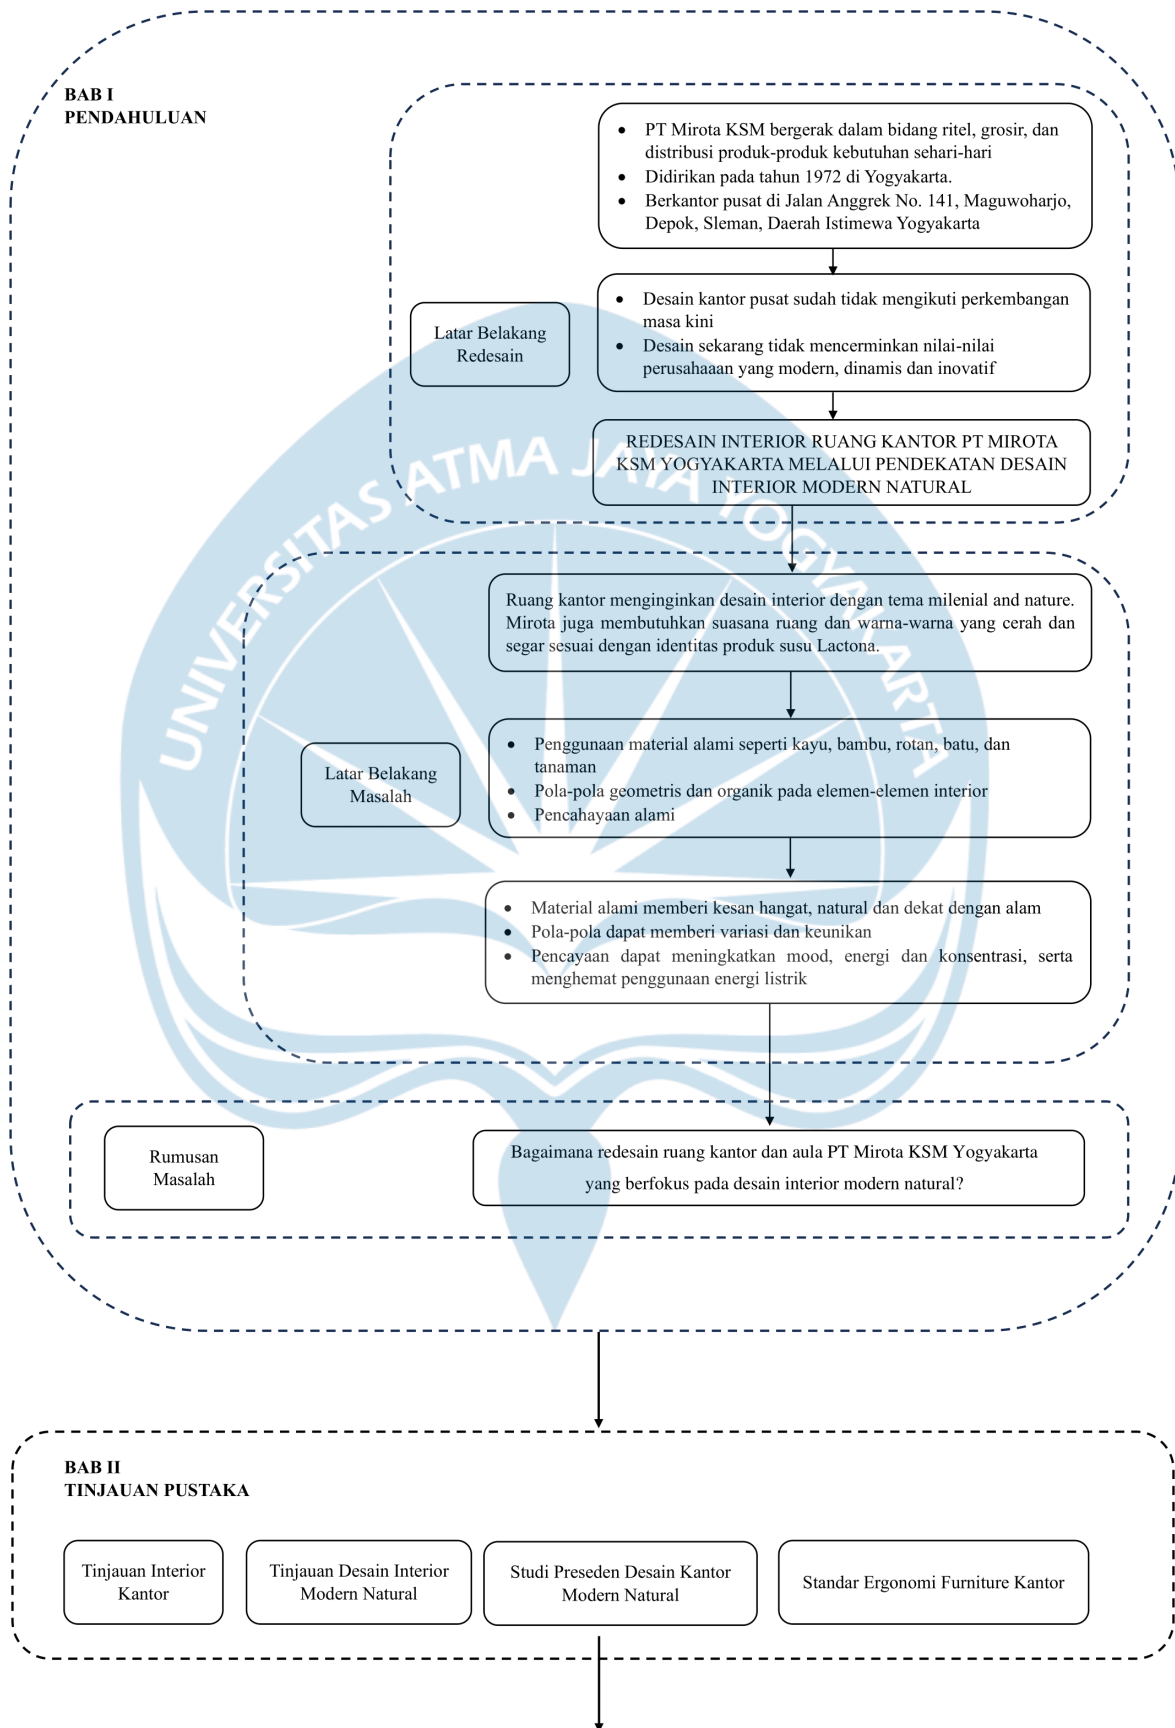 BAB I
PENDAHULUAN
• PT Mirota KSM bergerak dalam bidang ritel, grosir, dan
distribusi produk-produk kebutuhan sehari-hari
• Didirikan pada tahun 1972 di Yogyakarta.
• Berkantor pusat di Jalan Anggrek No. 141, Maguwoharjo,
Depok, Sleman, Daerah Istimewa Yogyakarta
Latar Belakang
Redesain
• Desain kantor pusat sudah tidak mengikuti perkembangan
masa kini
• Desain sekarang tidak mencerminkan nilai-nilai
perusahaaan yang modern, dinamis dan inovatif
REDESAIN INTERIOR RUANG KANTOR PT MIROTA
KSM YOGYAKARTA MELALUI PENDEKATAN DESAIN
INTERIOR MODERN NATURAL
UNIVERSITAS ATMA JAYA YOGYAKARTA
Ruang kantor menginginkan desain interior dengan tema milenial and nature.
Mirota juga membutuhkan suasana ruang dan warna-warna yang cerah dan
segar sesuai dengan identitas produk susu Lactona.
Latar Belakang
Masalah
• Penggunaan material alami seperti kayu, bambu, rotan, batu, dan
tanaman
• Pola-pola geometris dan organik pada elemen-elemen interior
• Pencahayaan alami
• Material alami memberi kesan hangat, natural dan dekat dengan alam
• Pola-pola dapat memberi variasi dan keunikan
• Pencayaan dapat meningkatkan mood, energi dan konsentrasi, serta
menghemat penggunaan energi listrik
Rumusan
Masalah
Bagaimana redesain ruang kantor dan aula PT Mirota KSM Yogyakarta
yang berfokus pada desain interior modern natural?
BAB II
TINJAUAN PUSTAKA
Tinjauan Interior
Kantor
Tinjauan Desain Interior
Modern Natural
Studi Preseden Desain Kantor
Modern Natural
Standar Ergonomi Furniture Kantor